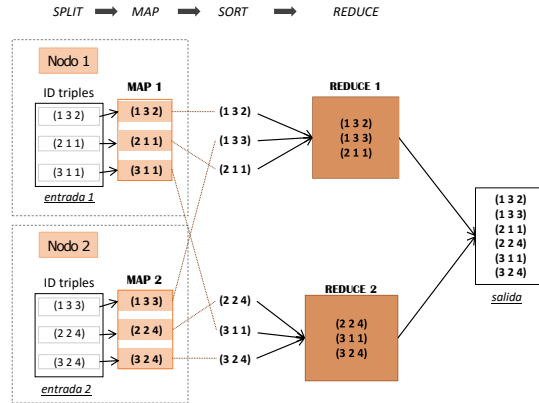 SPLIT MAP SORT REDUCE
Nodo 1
ID triples
(1 3 2)
(2 1 1)
(3 1 1)
entrada 1
MAP 1
(1 3 2)
(2 1 1)
(3 1 1)
(1 3 2)
(1 3 3)
(2 1 1)
REDUCE 1
(1 3 2)
(1 3 3)
(2 1 1)
Nodo 2
ID triples
(1 3 3)
(2 2 4)
(3 2 4)
entrada 2
MAP 2
(1 3 3)
(2 2 4)
(3 2 4)
(2 2 4)
(3 1 1)
(3 2 4)
REDUCE 2
(2 2 4)
(3 1 1)
(3 2 4)
(1 3 2)
(1 3 3)
(2 1 1)
(2 2 4)
(3 1 1)
(3 2 4)
salida